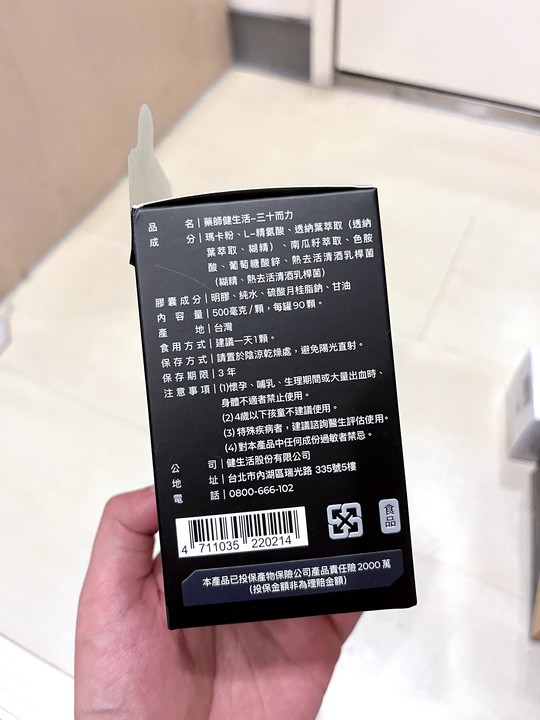 品名｜藥師健生活-三十而力
成分｜瑪卡粉、L-精氨酸、透納葉萃取（透納
葉萃取、糊精）、南瓜籽萃取、色胺
酸、葡萄糖酸鋅、熱去活清酒乳桿菌
(糊精、熱去活清酒乳桿菌)
膠囊成分｜明膠、純水、硫酸月桂脂鈉、甘油
內容量｜500毫克/顆，每罐90顆。
產地｜台灣
食用方式｜建議一天1顆。
保存方式｜請置於陰涼乾燥處，避免陽光直射。
保存期限｜3年
注意事項｜(1)懷孕、哺乳、生理期間或大量出血時、
身體不適者禁止使用。
(2)4歲以下孩童不建議使用。
(3)特殊疾病者，建議諮詢醫生評估使用。
(4)對本產品中任何成份過敏者禁忌。
公司｜健生活股份有限公司
地址｜台北市內湖區瑞光路335號5樓
電話｜0800-666-102
4 711035 220214
食品
本產品已投保產物保險公司產品責任險2000萬
(投保金額非為理賠金額)